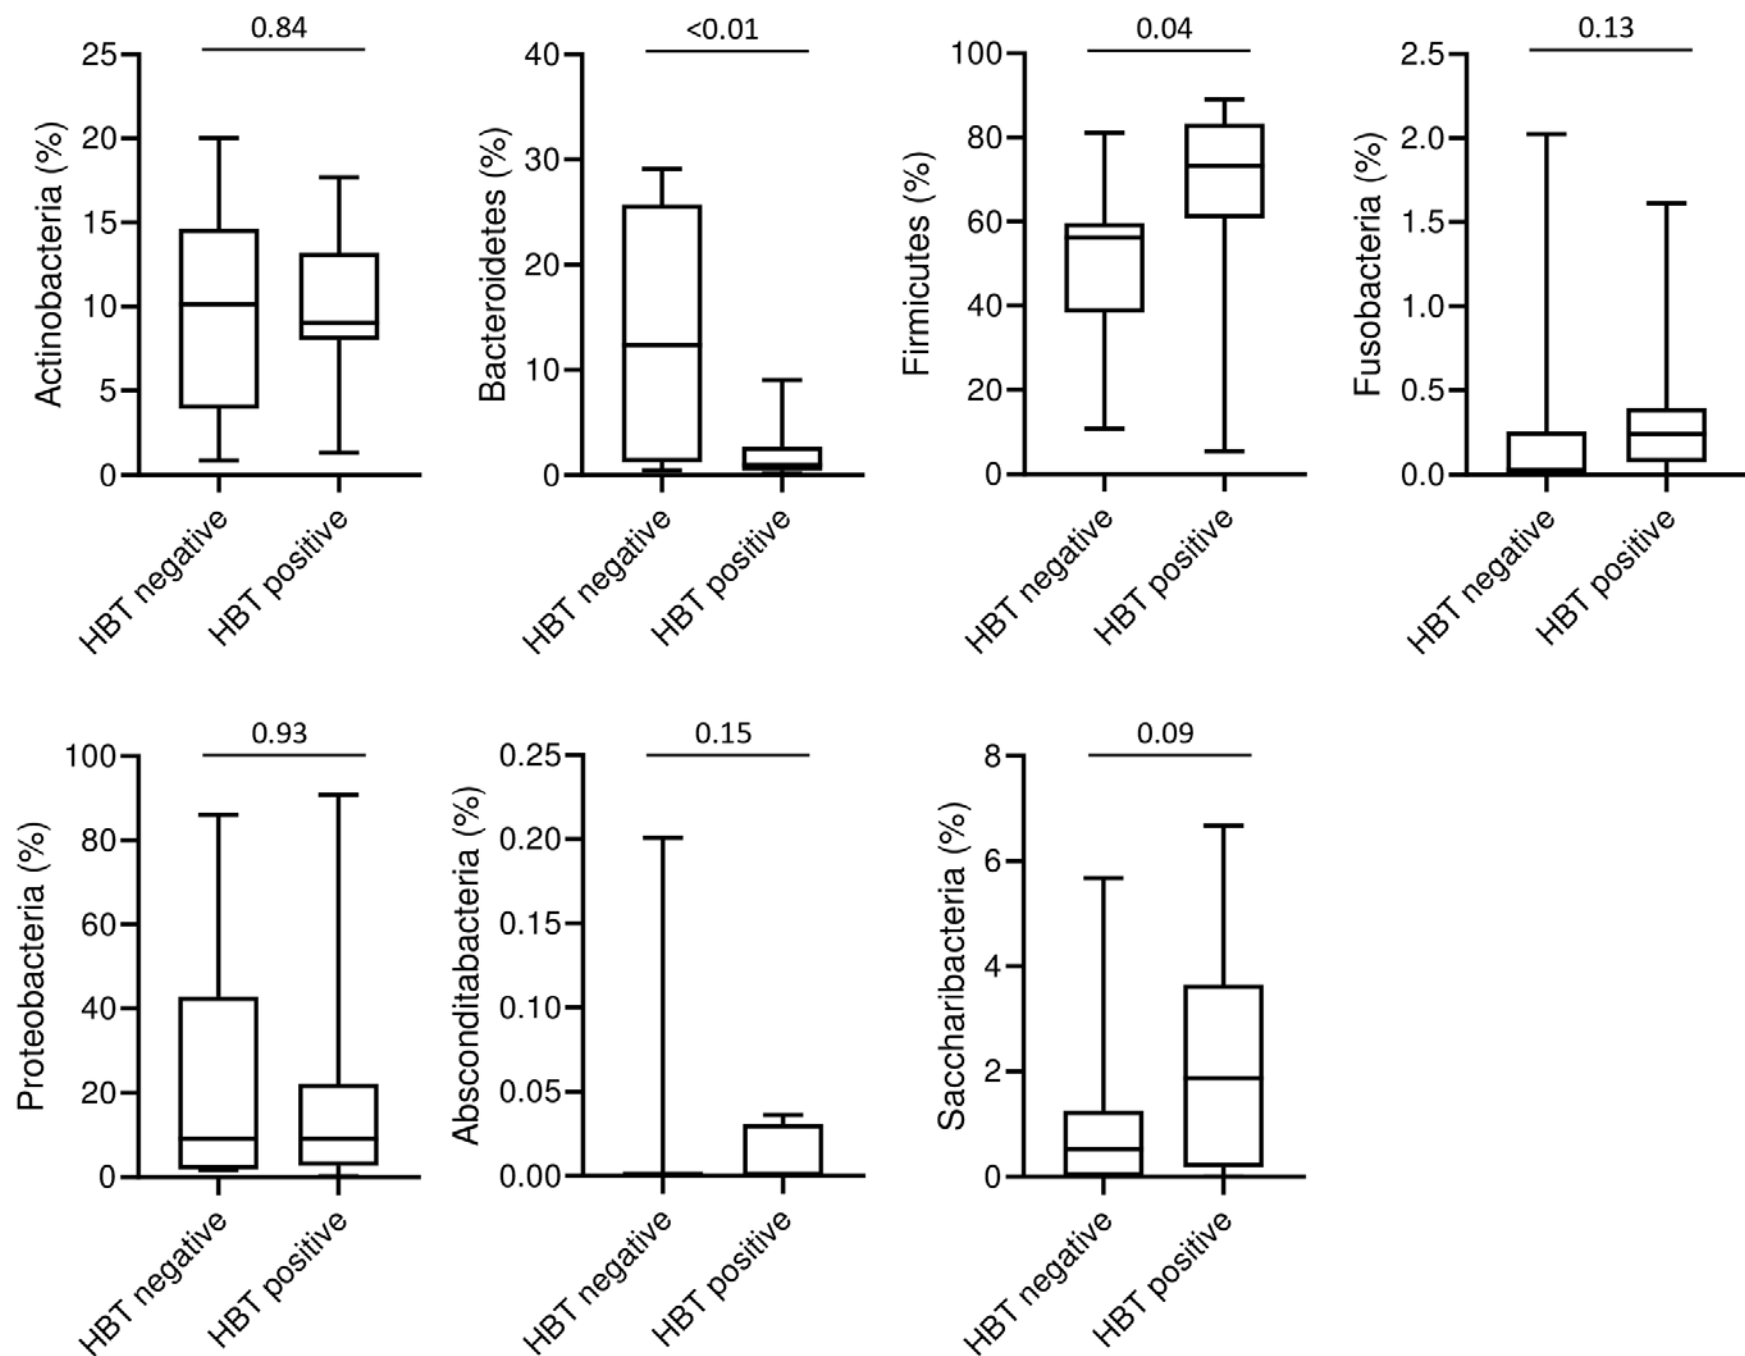 0.84
25
20
15
10
5
0
Actinobacteria (%)
HBT negative
HBT positive
<0.01
40
30
20
10
0
Bacteroidetes (%)
HBT negative
HBT positive
0.04
100
80
60
40
20
0
Firmicutes (%)
HBT negative
HBT positive
0.13
2.5
2.0
1.5
1.0
0.5
0.0
Fusobacteria (%)
HBT negative
HBT positive
0.93
100
80
60
40
20
0
Proteobacteria (%)
HBT negative
HBT positive
0.15
0.25
0.20
0.15
0.10
0.05
0.00
Absconditabacteria (%)
HBT negative
HBT positive
0.09
8
6
4
2
0
Saccharibacteria (%)
HBT negative
HBT positive